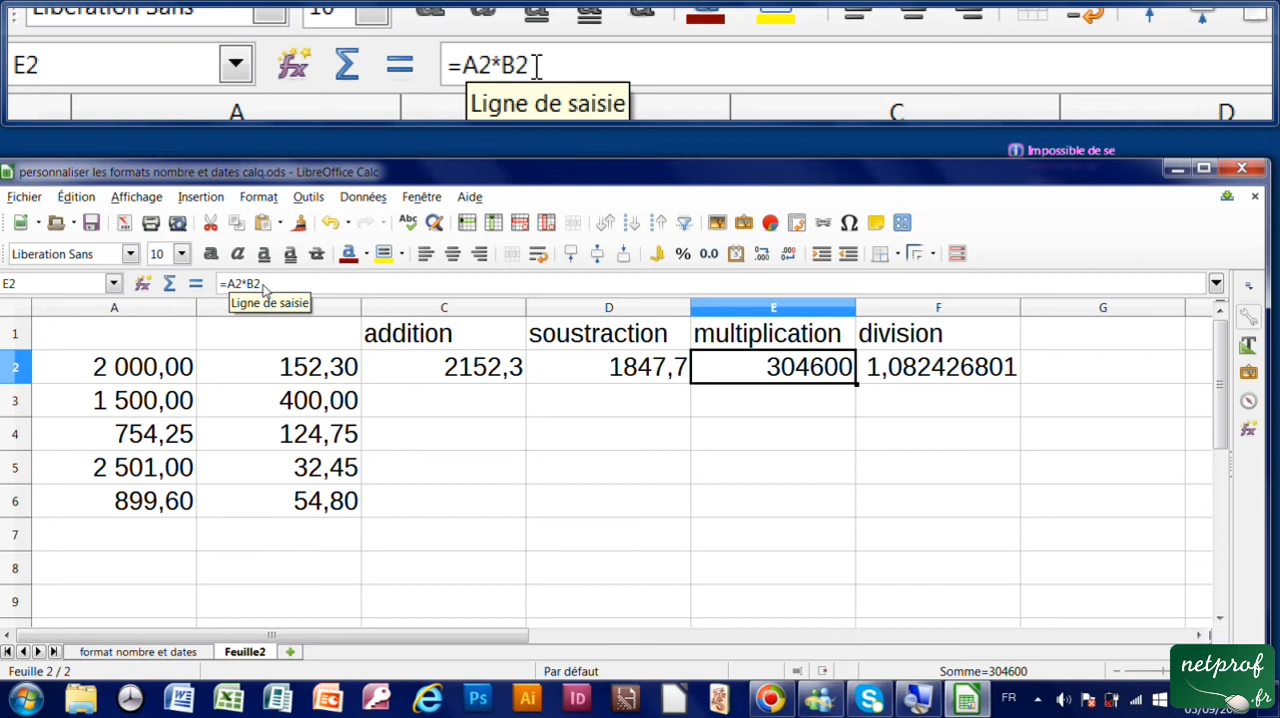 Liberation Sans
10
E2
=A2*B2
Ligne de saisie
A
C
D
Impossible de se
personnaliser les formats nombre et dates calq.ods - LibreOffice Calc
Fichier Édition Affichage Insertion Format Outils Données Fenêtre Aide
Liberation Sans 10
E2 =A2*B2
Ligne de saisie
A C D E F G
1 addition soustraction multiplication division
2 2 000,00 152,30 2152,3 1847,7 304600 1,082426801
3 1 500,00 400,00
4 754,25 124,75
5 2 501,00 32,45
6 899,60 54,80
7
8
9
format nombre et dates Feuille2
Feuille 2 / 2 Par défaut Somme=304600
FR
netprof
.fr